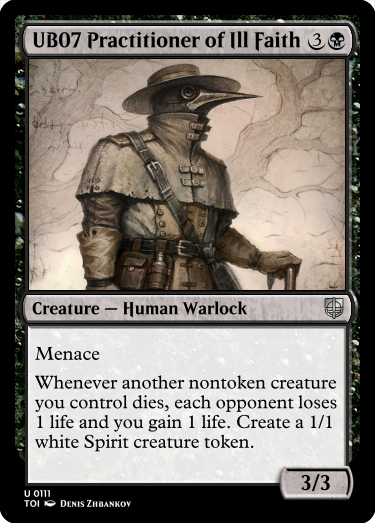 UB07 Practitioner of Ill Faith 3
Creature — Human Warlock
Menace
Whenever another nontoken creature
you control dies, each opponent loses
1 life and you gain 1 life. Create a 1/1
white Spirit creature token.
3/3
U 0111
TOI Denis Zhbankov